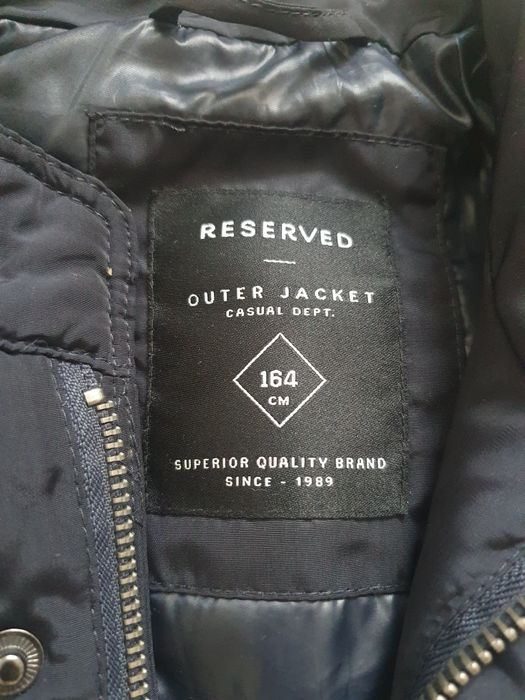 RESERVED
OUTER JACKET
CASUAL DEPT.
164
CM
SUPERIOR QUALITY BRAND
SINCE - 1989